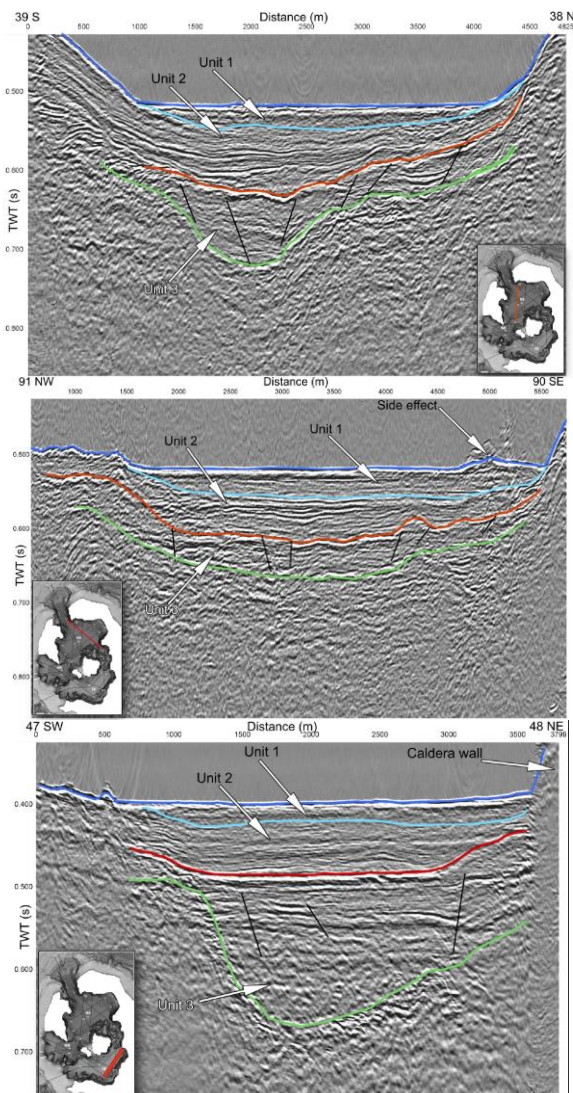 39 S Distance (m) 38 N
0 500 1000 1500 2000 2500 3000 3500 4000 4500 4825
Unit 1
Unit 2
0.500
0.600
TWT (s)
0.700
Unit 3
0.800
91 NW Distance (m) 90 SE
1000 1500 2000 2500 3000 3500 4000 4500 5000 5500
Side effect
Unit 1
Unit 2
0.500
0.600
TWT (s)
Unit 3
0.700
0.800
47 SW Distance (m) 48 NE
0 500 1000 1500 2000 2500 3000 3500 3799
Unit 1
Caldera wall
Unit 2
0.400
0.500
TWT (s)
0.600
Unit 3
0.700